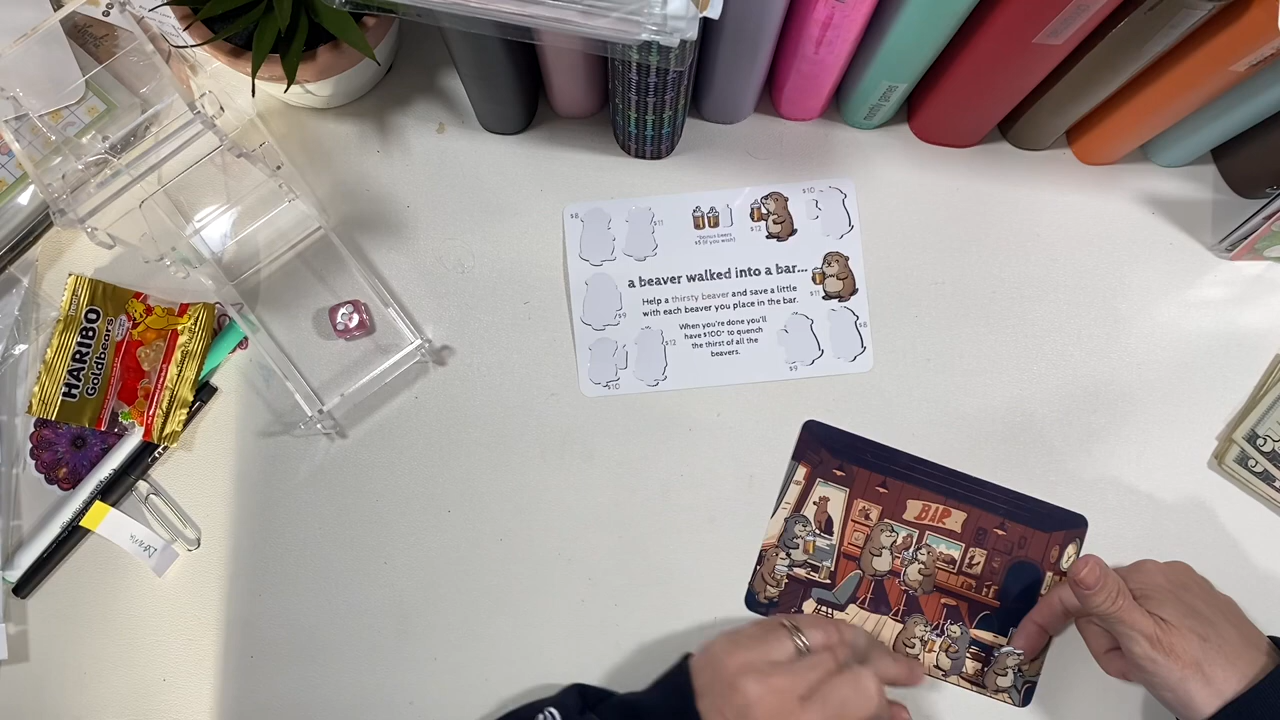 $8
$11
*bonus beers
$5 (if you wish)
$12
$10
a beaver walked into a bar...
$11
Help a thirsty beaver and save a little
with each beaver you place in the bar.
$9
When you're done you'll
have $100* to quench
the thirst of all the
beavers.
$12
$8
$10
$9
BAR
HARIBO
Goldbears
monthly games